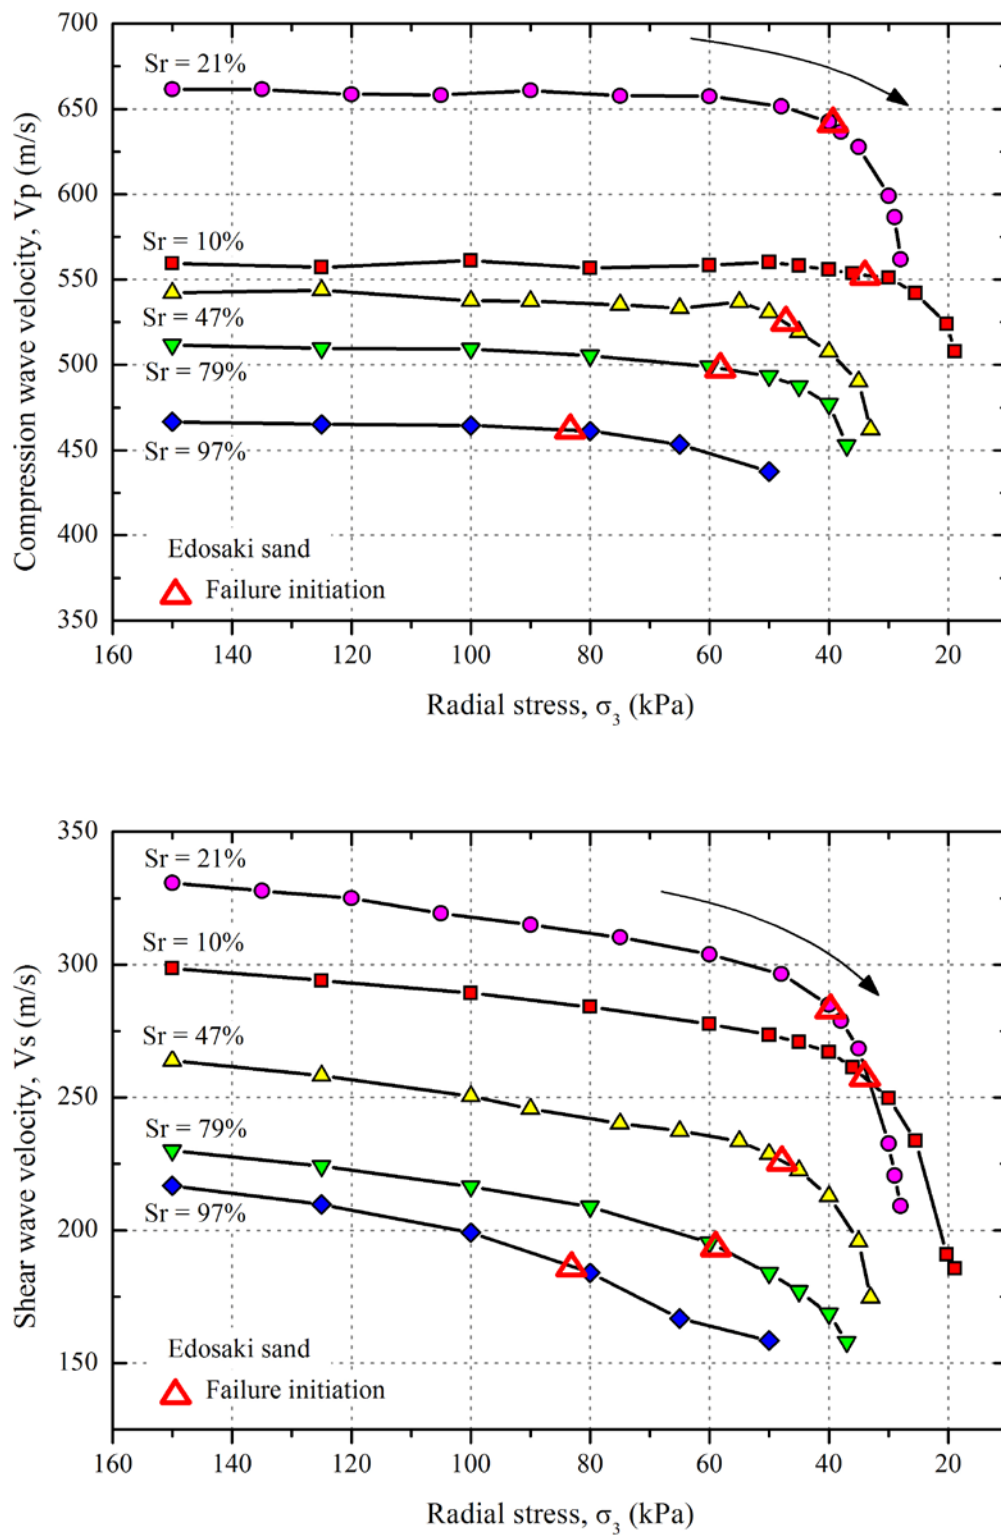 700
650
600
550
500
450
400
350
Compression wave velocity, Vp (m/s)
Sr = 21%
Sr = 10%
Sr = 47%
Sr = 79%
Sr = 97%
Edosaki sand
Failure initiation
160 140 120 100 80 60 40 20
Radial stress, σ₃ (kPa)
350
300
250
200
150
Shear wave velocity, Vs (m/s)
Sr = 21%
Sr = 10%
Sr = 47%
Sr = 79%
Sr = 97%
Edosaki sand
Failure initiation
160 140 120 100 80 60 40 20
Radial stress, σ₃ (kPa)